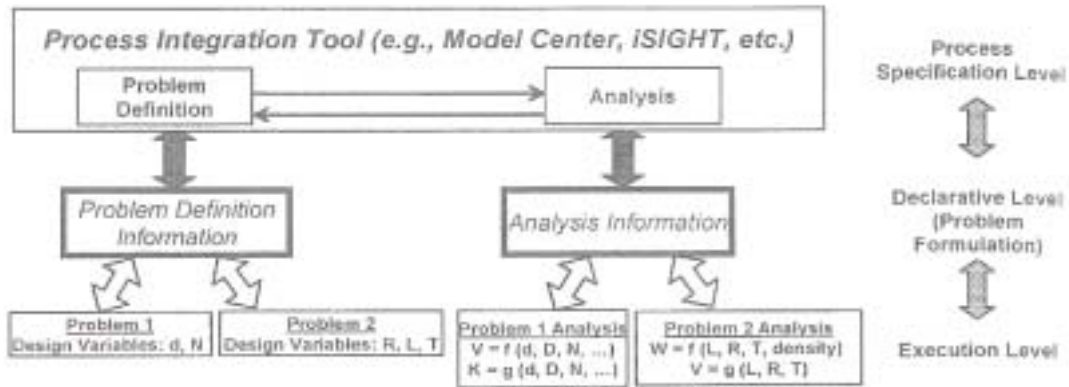 Process Integration Tool (e.g., Model Center, iSIGHT, etc.)
Problem
Definition
Analysis
Process
Specification Level
Problem Definition
Information
Analysis Information
Declarative Level
(Problem
Formulation)
Problem 1
Design Variables: d, N
Problem 2
Design Variables: R, L, T
Problem 1 Analysis
V = f (d, D, N, ...)
K = g (d, D, N, ...)
Problem 2 Analysis
W = f (L, R, T, density)
V = g (L, R, T)
Execution Level